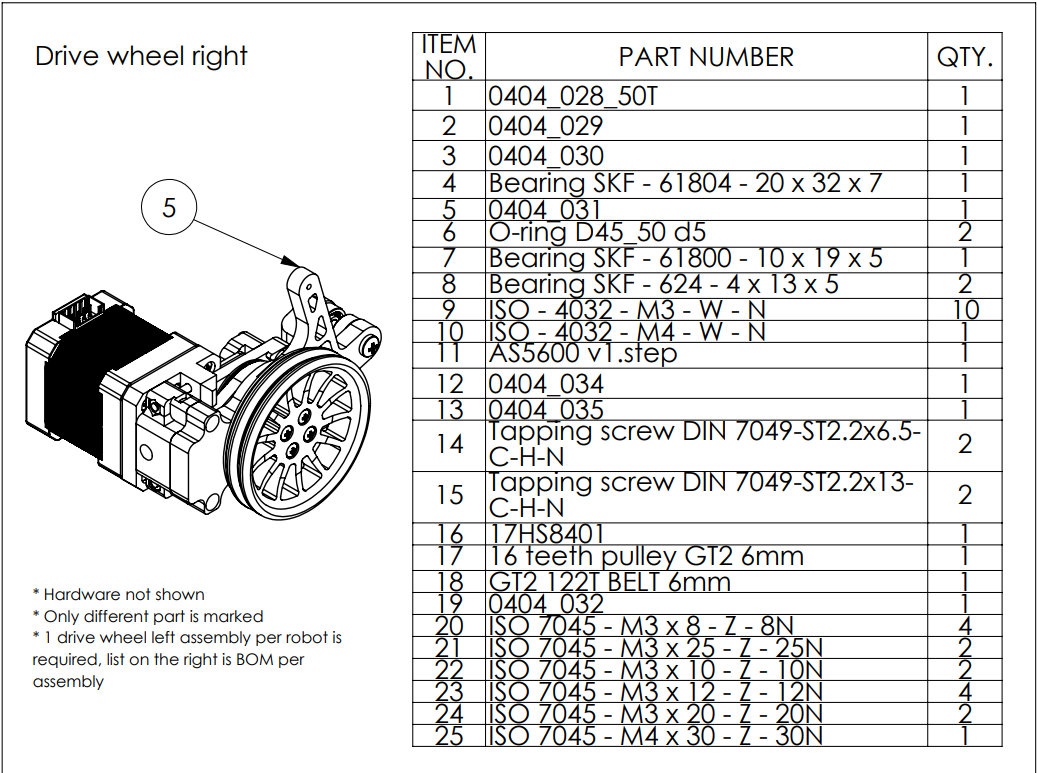 Drive wheel right
ITEM NO. PART NUMBER QTY.
1 0404_028_50T 1
2 0404_029 1
3 0404_030 1
4 Bearing SKF - 61804 - 20 x 32 x 7 1
5 0404_031 1
6 O-ring D45_50 d5 2
7 Bearing SKF - 61800 - 10 x 19 x 5 1
8 Bearing SKF - 624 - 4 x 13 x 5 2
9 ISO - 4032 - M3 - W - N 10
10 ISO - 4032 - M4 - W - N 1
11 AS5600 v1.step 1
12 0404_034 1
13 0404_035 1
14 Tapping screw DIN 7049-ST2.2x6.5-
C-H-N 2
15 Tapping screw DIN 7049-ST2.2x13-
C-H-N 2
16 17HS8401 1
17 16 teeth pulley GT2 6mm 1
18 GT2 122T BELT 6mm 1
19 0404_032 1
20 ISO 7045 - M3 x 8 - Z - 8N 4
21 ISO 7045 - M3 x 25 - Z - 25N 2
22 ISO 7045 - M3 x 10 - Z - 10N 2
23 ISO 7045 - M3 x 12 - Z - 12N 4
24 ISO 7045 - M3 x 20 - Z - 20N 2
25 ISO 7045 - M4 x 30 - Z - 30N 1
5
* Hardware not shown
* Only different part is marked
* 1 drive wheel left assembly per robot is
required, list on the right is BOM per
assembly